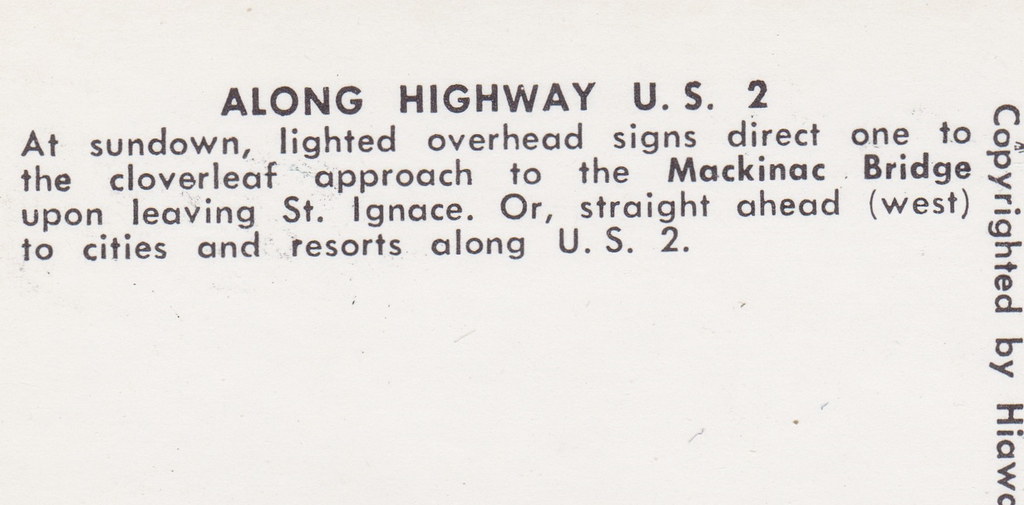 ALONG HIGHWAY U. S. 2
At sundown, lighted overhead signs direct one to
the cloverleaf approach to the Mackinac Bridge
upon leaving St. Ignace. Or, straight ahead (west)
to cities and resorts along U. S. 2.
Copyrighted by